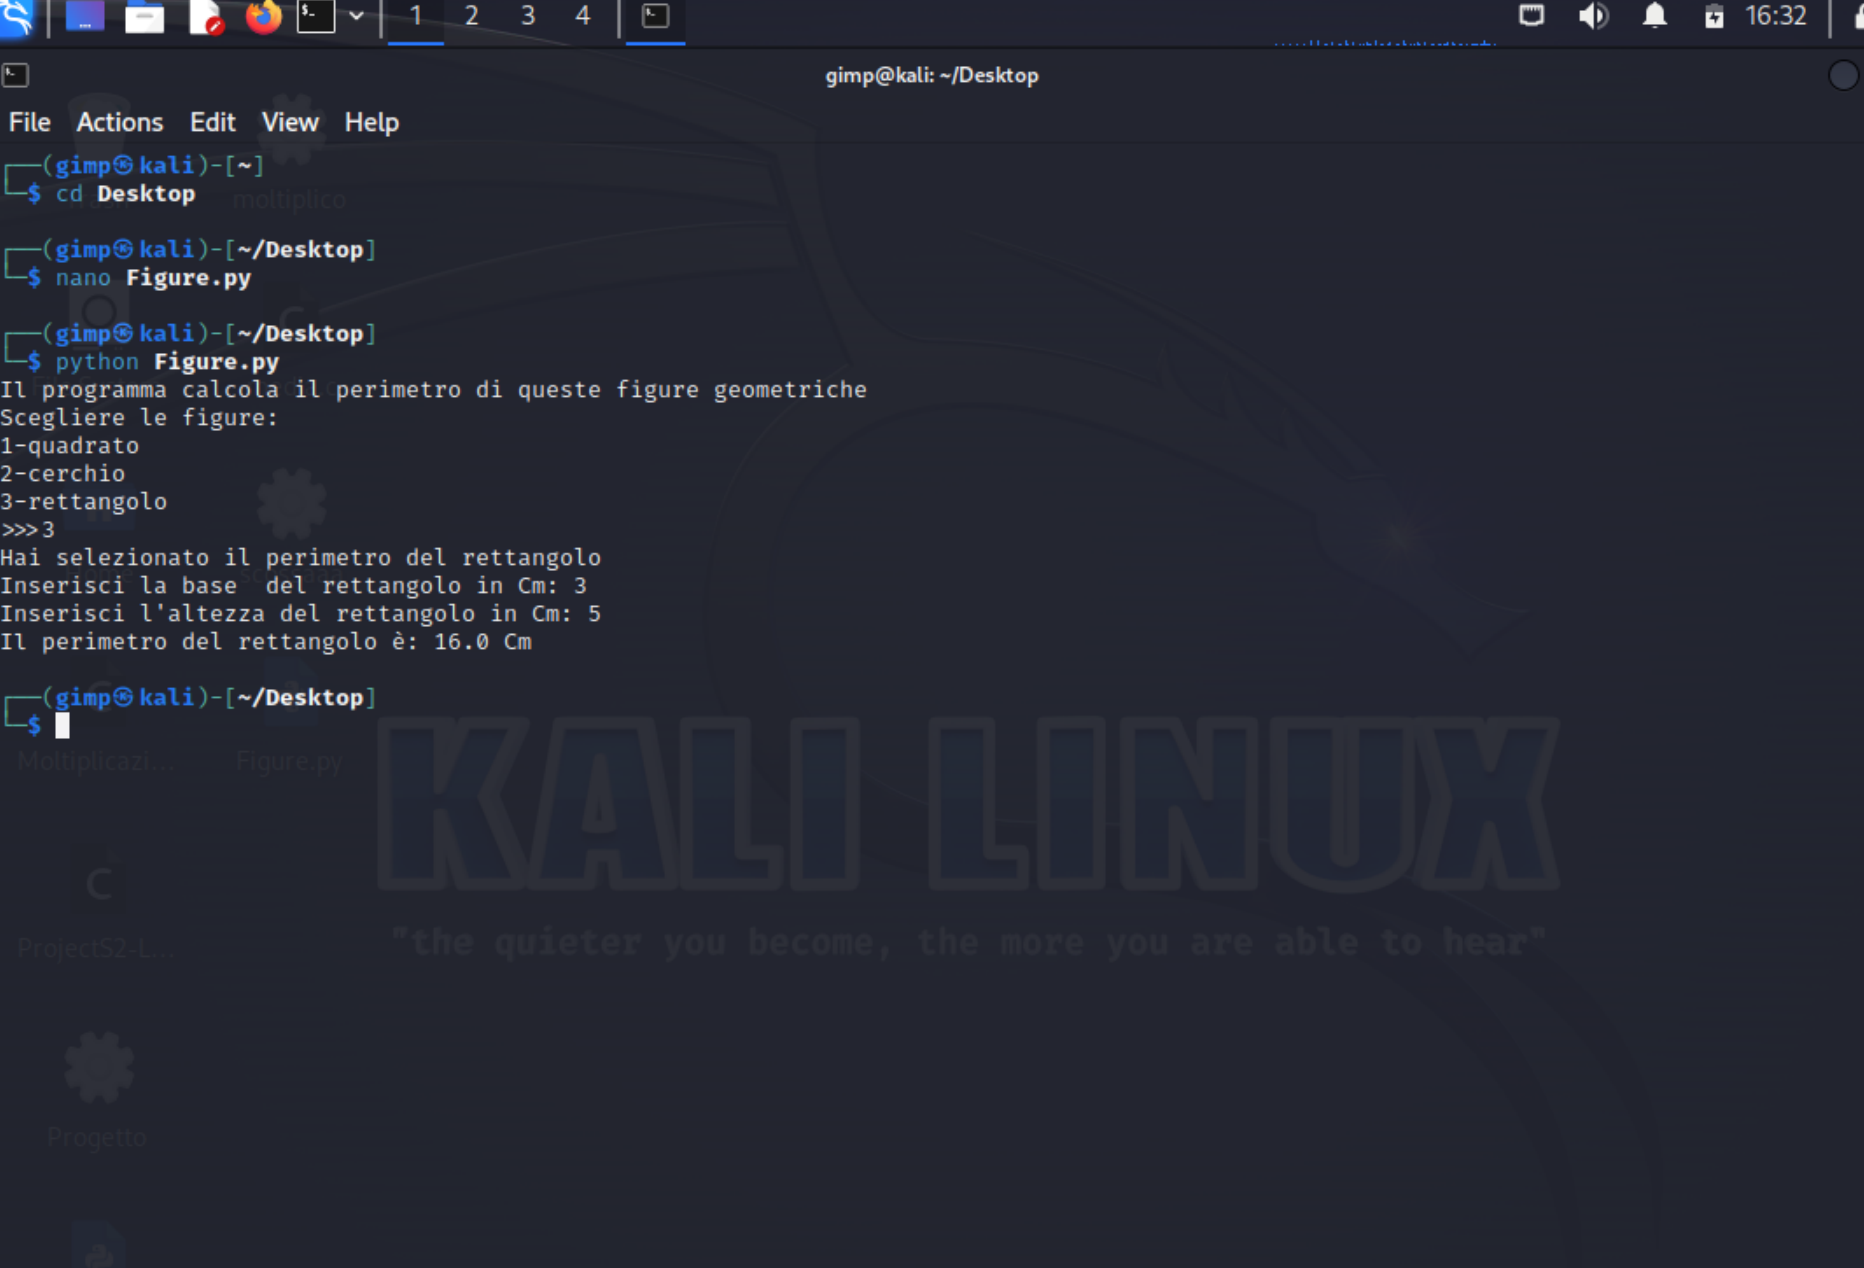 1 2 3 4 16:32
gimp@kali: ~/Desktop
File Actions Edit View Help
┌──(gimp㉿kali)-[~]
└─$ cd Desktop
┌──(gimp㉿kali)-[~/Desktop]
└─$ nano Figure.py
┌──(gimp㉿kali)-[~/Desktop]
└─$ python Figure.py
Il programma calcola il perimetro di queste figure geometriche
Scegliere le figure:
1-quadrato
2-cerchio
3-rettangolo
>>>3
Hai selezionato il perimetro del rettangolo
Inserisci la base  del rettangolo in Cm: 3
Inserisci l'altezza del rettangolo in Cm: 5
Il perimetro del rettangolo è: 16.0 Cm
┌──(gimp㉿kali)-[~/Desktop]
└─$
moltiplico
Moltiplicazi... Figure.py
KALI LINUX
"the quieter you become, the more you are able to hear"
ProjectS2-L...
Progetto